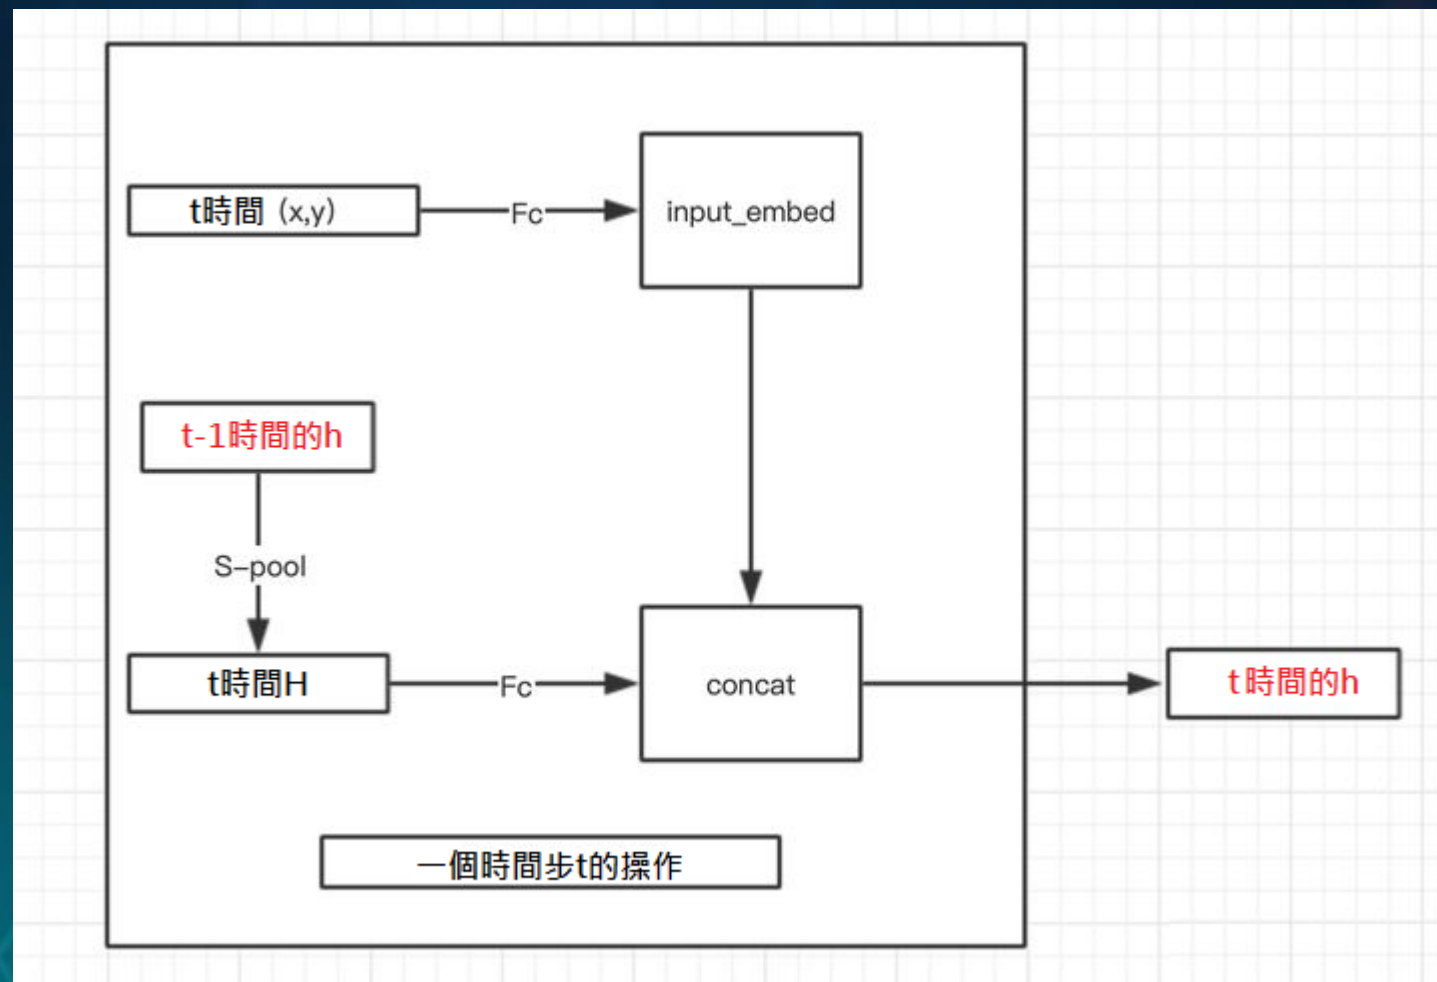 t時間 (x,y)
Fc
input_embed
t-1時間的h
S-pool
t時間H
Fc
concat
t時間的h
一個時間步t的操作